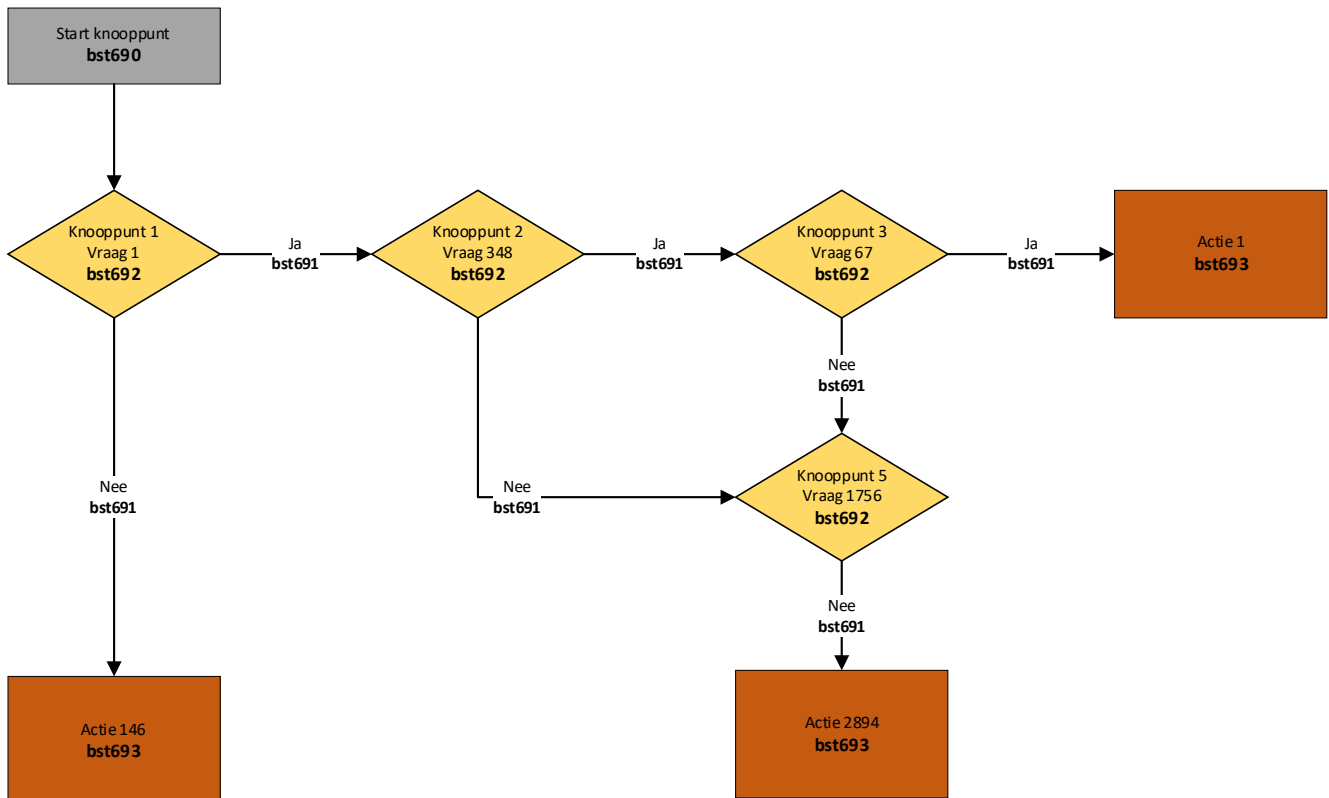 Start knooppunt
bst690
Knooppunt 1
Vraag 1
bst692
Ja
bst691
Knooppunt 2
Vraag 348
bst692
Ja
bst691
Knooppunt 3
Vraag 67
bst692
Ja
bst691
Actie 1
bst693
Nee
bst691
Nee
bst691
Nee
bst691
Knooppunt 5
Vraag 1756
bst692
Nee
bst691
Actie 146
bst693
Actie 2894
bst693